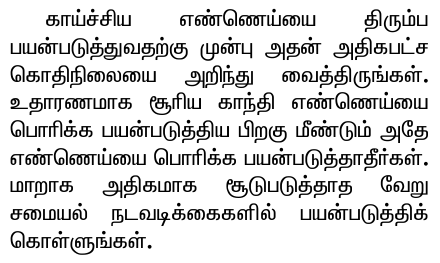 காய்ச்சிய எண்ணெய்யை திரும்ப
பயன்படுத்துவதற்கு முன்பு அதன் அதிகபட்ச
கொதிநிலையை அறிந்து வைத்திருங்கள்.
உதாரணமாக சூரிய காந்தி எண்ணெய்யை
பொரிக்க பயன்படுத்திய பிறகு மீண்டும் அதே
எண்ணெய்யை பொரிக்க பயன்படுத்தாதீர்கள்.
மாறாக அதிகமாக சூடுபடுத்தாத வேறு
சமையல் நடவடிக்கைகளில் பயன்படுத்திக்
கொள்ளுங்கள்.